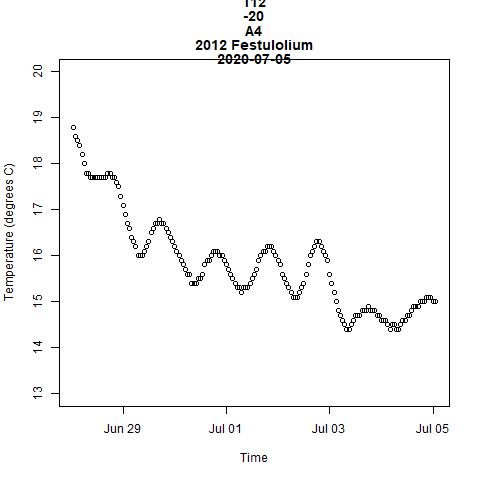 T12
-20
A4
2012 Festulolium
2020-07-05
20
19
18
17
16
15
14
13
Temperature (degrees C)
Jun 29
Jul 01
Jul 03
Jul 05
Time